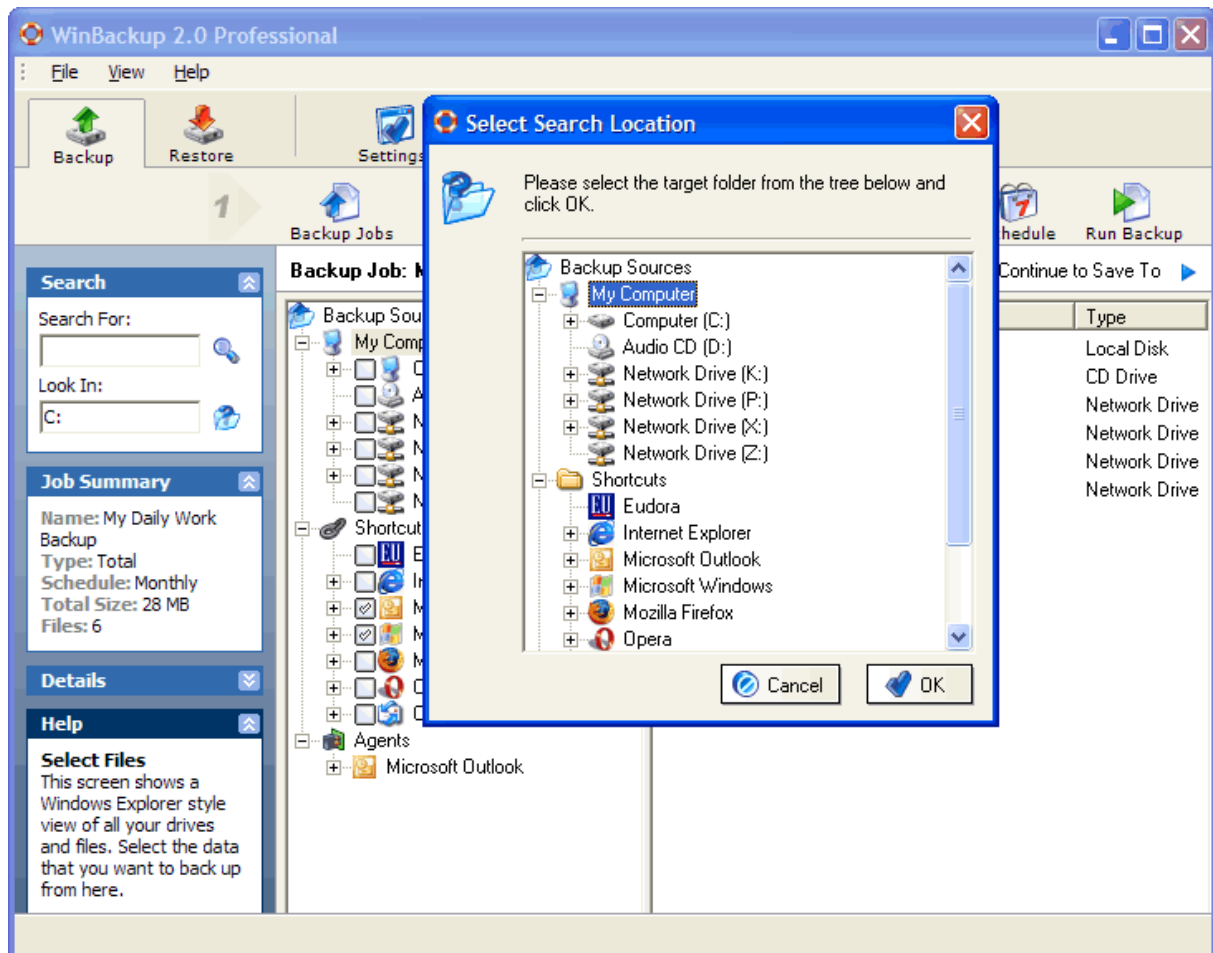 WinBackup 2.0 Professional
File View Help
Backup
Restore
Settings
1
Backup Jobs
Schedule
Run Backup
Search
Search For:
Look In:
C:
Job Summary
Name: My Daily Work
Backup
Type: Total
Schedule: Monthly
Total Size: 28 MB
Files: 6
Details
Help
Select Files
This screen shows a
Windows Explorer style
view of all your drives
and files. Select the data
that you want to back up
from here.
Backup Job:
Continue to Save To
Backup Sou
My Comp
Shortcut
Agents
Microsoft Outlook
Type
Local Disk
CD Drive
Network Drive
Network Drive
Network Drive
Network Drive
Select Search Location
Please select the target folder from the tree below and
click OK.
Backup Sources
My Computer
Computer (C:)
Audio CD (D:)
Network Drive (K:)
Network Drive (P:)
Network Drive (X:)
Network Drive (Z:)
Shortcuts
EU Eudora
Internet Explorer
Microsoft Outlook
Microsoft Windows
Mozilla Firefox
Opera
Cancel
OK